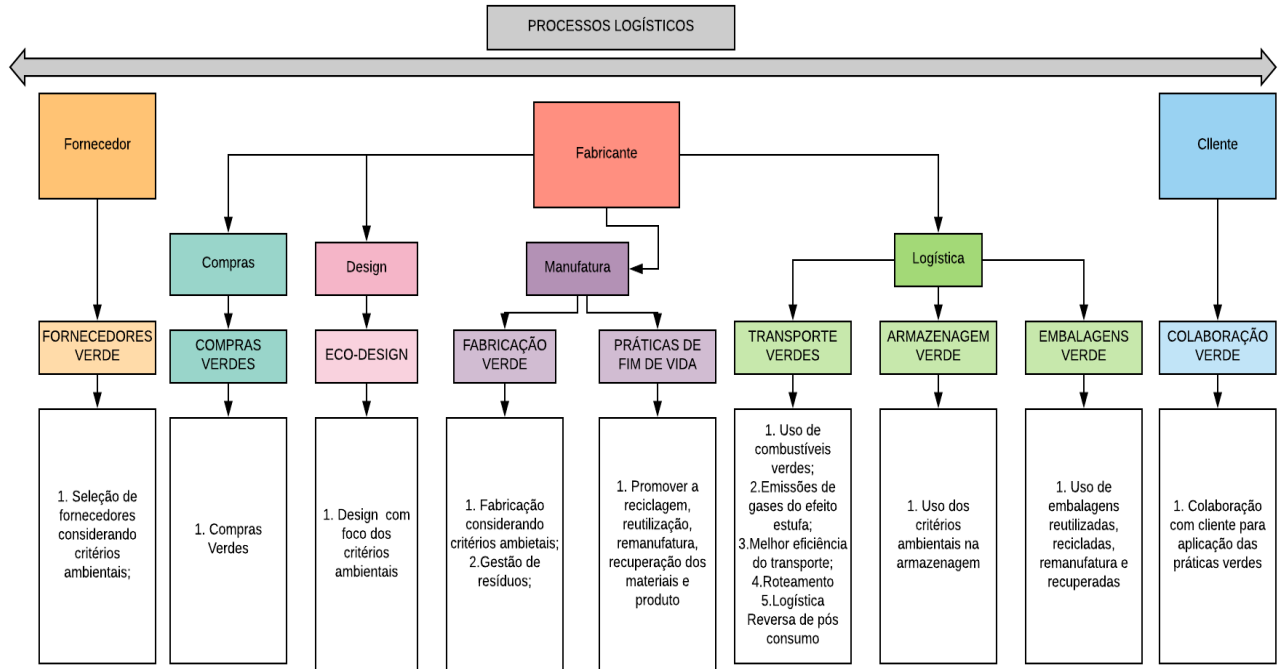 PROCESSOS LOGÍSTICOS
Fornecedor
Fabricante
Cllente
Compras
Design
Manufatura
Logística
FORNECEDORES
VERDE
COMPRAS
VERDES
ECO-DESIGN
FABRICAÇÃO
VERDE
PRÁTICAS DE
FIM DE VIDA
TRANSPORTE
VERDES
ARMAZENAGEM
VERDE
EMBALAGENS
VERDE
COLABORAÇÃO
VERDE
1. Seleção de
fornecedores
considerando
critérios
ambientais;
1. Compras
Verdes
1. Design com
foco dos
critérios
ambientais
1. Fabricação
considerando
critérios ambietais;
2.Gestão de
resíduos;
1. Promover a
reciclagem,
reutilização,
remanufatura,
recuperação dos
materiais e
produto
1. Uso de
combustíveis
verdes;
2.Emissões de
gases do efeito
estufa;
3.Melhor eficiência
do transporte;
4.Roteamento
5.Logística
Reversa de pós
consumo
1. Uso dos
critérios
ambientais na
armazenagem
1. Uso de
embalagens
reutilizadas,
recicladas,
remanufatura e
recuperadas
1. Colaboração
com cliente para
aplicação das
práticas verdes